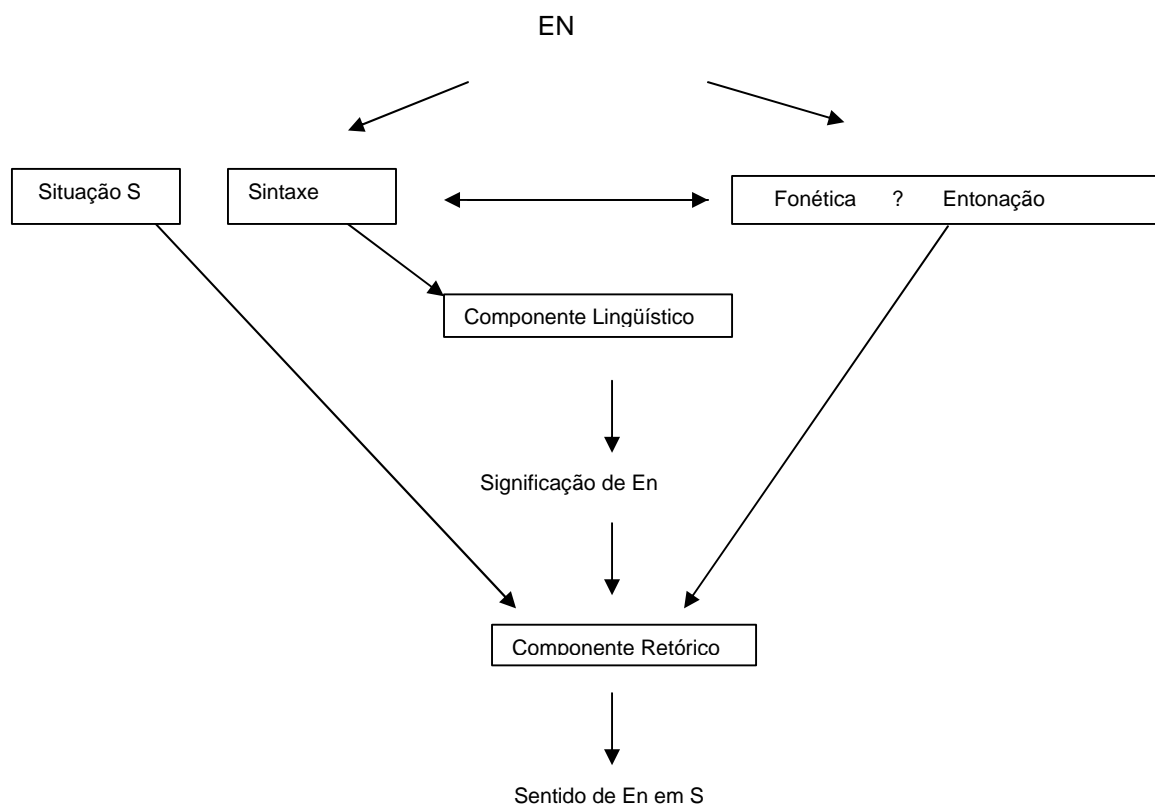 EN
Situação S
Sintaxe
Fonética ? Entonação
Componente Lingüístico
Significação de En
Componente Retórico
Sentido de En em S